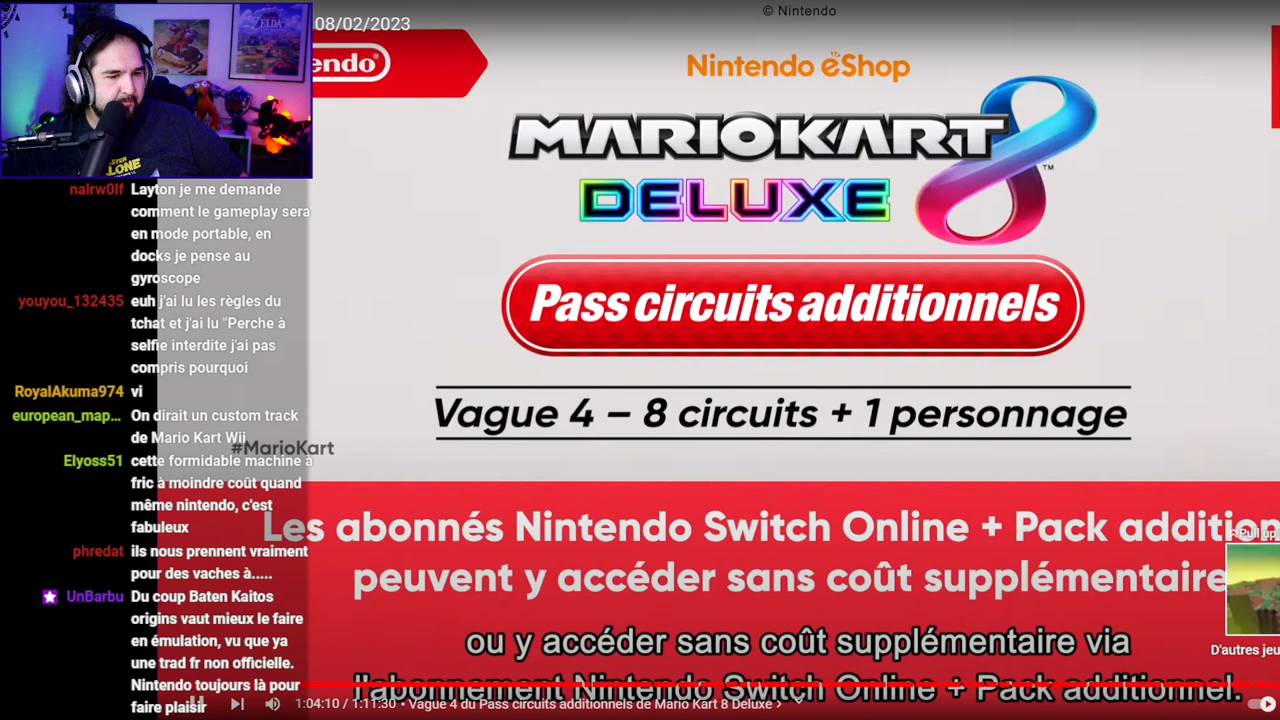 08/02/2023
© Nintendo
endo®
Nintendo eShop
MARIOKART 8
DELUXE
™
Pass circuits additionnels
Vague 4 – 8 circuits + 1 personnage
#MarioKart
Les abonnés Nintendo Switch Online + Pack addition
peuvent y accéder sans coût supplémentaire
ou y accéder sans coût supplémentaire via
l'abonnement Nintendo Switch Online + Pack additionnel.
nalrw0lf Layton je me demande
comment le gameplay sera
en mode portable, en
docks je pense au
gyroscope
youyou_132435 euh j'ai lu les règles du
tchat et j'ai lu "Perche à
selfie interdite j'ai pas
compris pourquoi
RoyalAkuma974 vi
european_map... On dirait un custom track
de Mario Kart Wii
Elyoss51 cette formidable machine à
fric à moindre coût quand
même nintendo, c'est
fabuleux
phredat ils nous prennent vraiment
pour des vaches à.....
UnBarbu Du coup Baten Kaitos
origins vaut mieux le faire
en émulation, vu que ya
une trad fr non officielle.
Nintendo toujours là pour
faire plaisir
Pull up
D'autres jeu
1:04:10 / 1:11:30 • Vague 4 du Pass circuits additionnels de Mario Kart 8 Deluxe